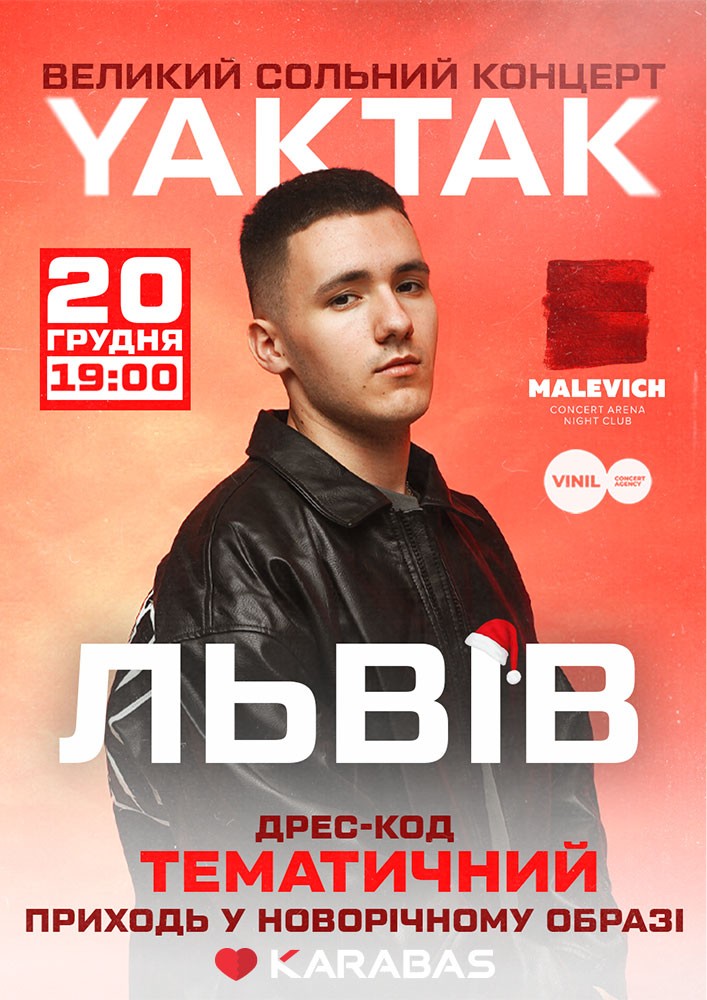 ВЕЛИКИЙ СОЛЬНИЙ КОНЦЕРТ
YAKTAK
20
ГРУДНЯ
19:00
MALEVICH
CONCERT ARENA
NIGHT CLUB
VINIL
CONCERT
AGENCY
ЛЬВІВ
ДРЕС-КОД
ТЕМАТИЧНИЙ
ПРИХОДЬ У НОВОРІЧНОМУ ОБРАЗІ
KARABAS